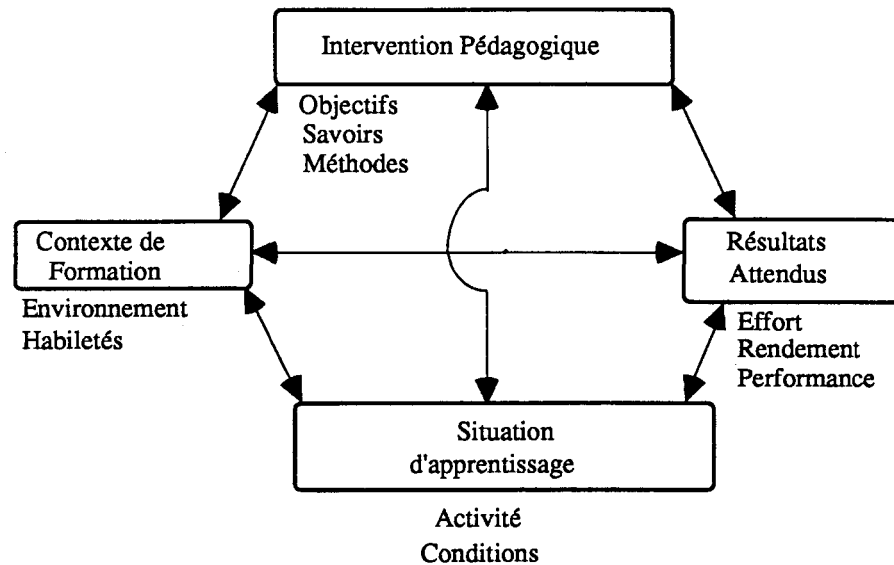 Intervention Pédagogique
Objectifs
Savoirs
Méthodes
Contexte de
Formation
Environnement
Habiletés
Résultats
Attendus
Effort
Rendement
Performance
Situation
d'apprentissage
Activité
Conditions